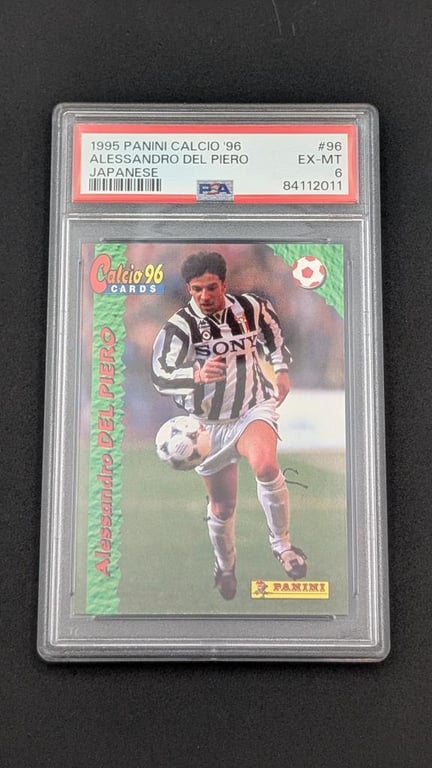 1995 PANINI CALCIO '96 #96
ALESSANDRO DEL PIERO EX-MT
JAPANESE 6
PSA 84112011
Calcio 96
CARDS
SONY
Alessandro DEL PIERO
PANINI